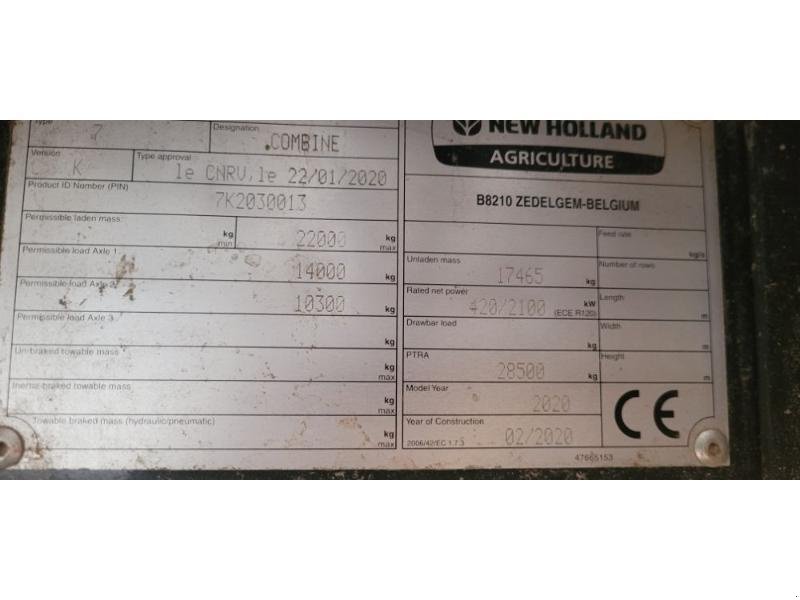 Type 7
Designation
.COMBINE
NEW HOLLAND
AGRICULTURE
Version K
Type approval
le CNRV, le 22/01/2020
Product ID Number (PIN)
7K2030013
B8210 ZEDELGEM-BELGIUM
Permissible laden mass:
kg min 22000 kg max
Permissible load Axle 1
14000 kg
Permissible load Axle 2
10300 kg
Permissible load Axle 3
kg
Un-braked towable mass
kg max
Inertia-braked towable mass
kg max
Towable braked mass (hydraulic/pneumatic)
kg max
Unladen mass
17465 kg
Rated net power
420/2100 kW (ECE R120)
Drawbar load
kg
PTRA
28500 kg
Model Year
2020
Year of Construction
02/2020
2006/42/EC 1.7.3
Feed rate
kg/s
Number of rows
Length
m
Width
m
Height
m
CE
47665153